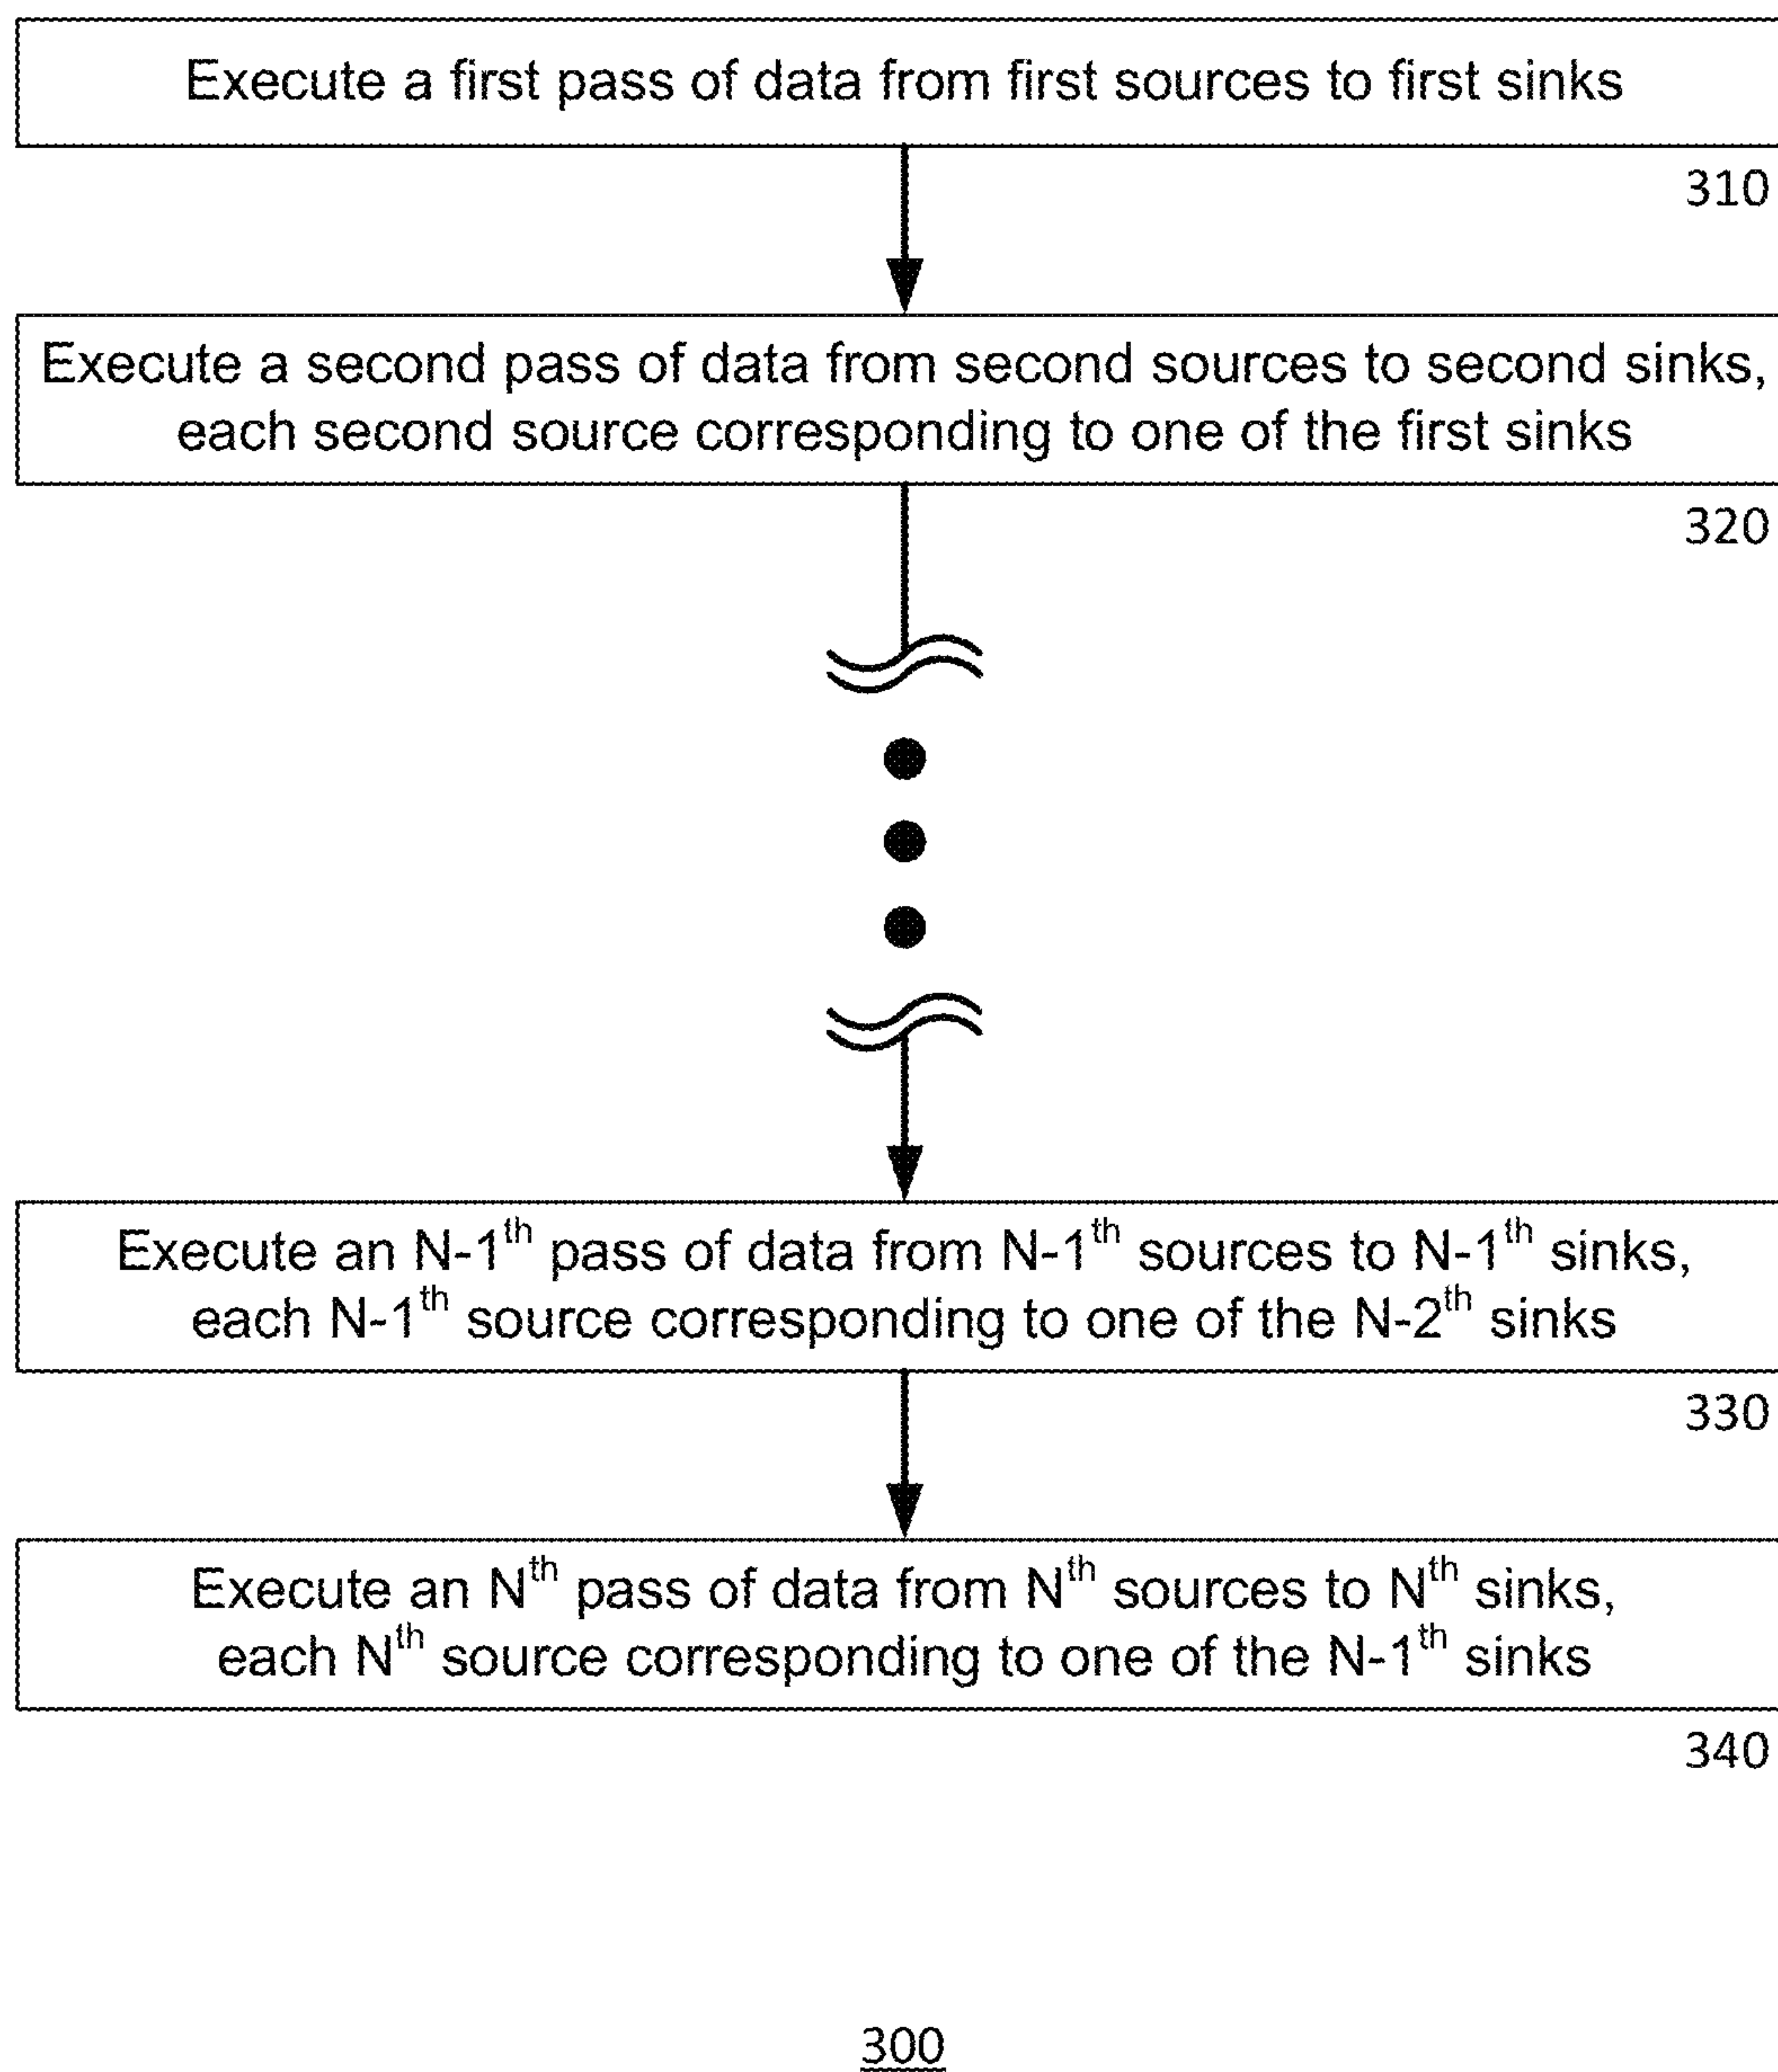 Execute a first pass of data from first sources to first sinks
310
Execute a second pass of data from second sources to second sinks,
each second source corresponding to one of the first sinks
320
Execute an N-1th pass of data from N-1th sources to N-1th sinks,
each N-1th source corresponding to one of the N-2th sinks
330
Execute an Nth pass of data from Nth sources to Nth sinks,
each Nth source corresponding to one of the N-1th sinks
340
300